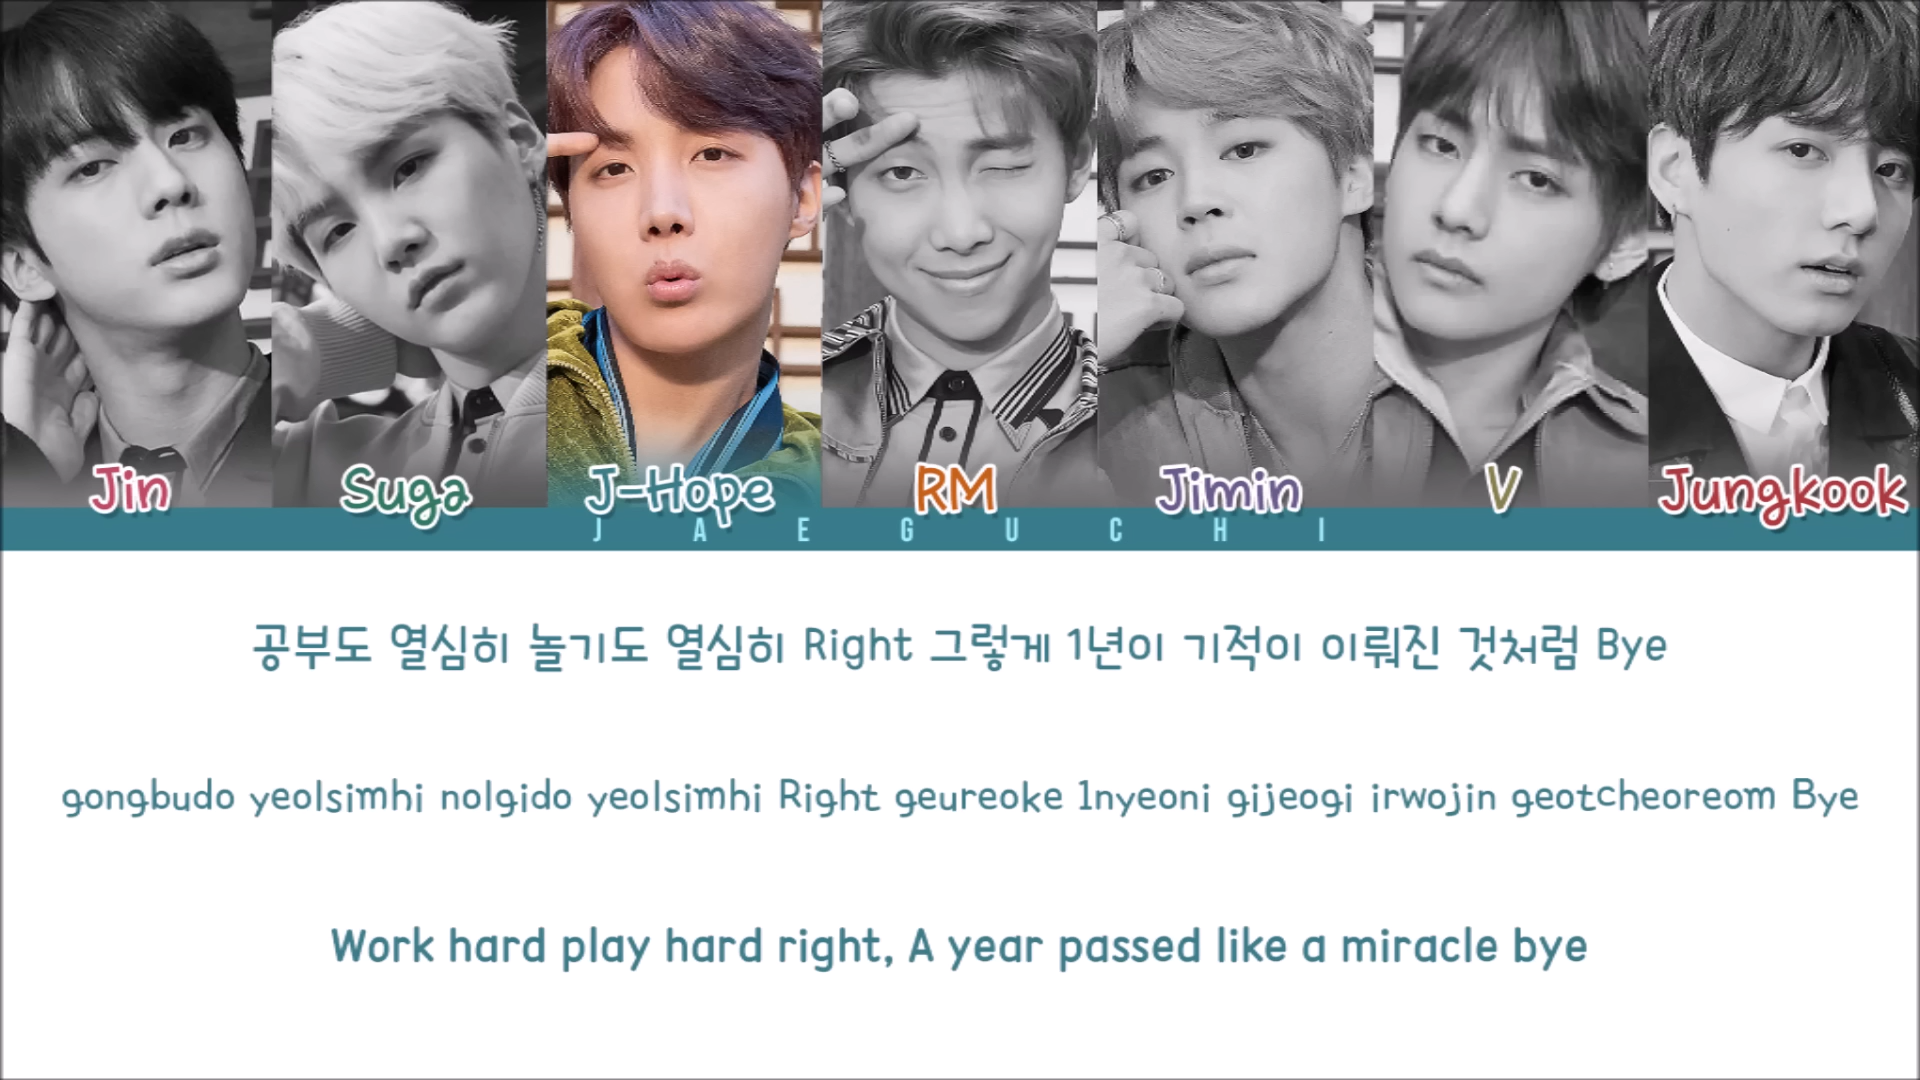 Jin Suga J-Hope RM Jimin V Jungkook
JAEGUCHI
공부도 열심히 놀기도 열심히 Right 그렇게 1년이 기적이 이뤄진 것처럼 Bye
gongbudo yeolsimhi nolgido yeolsimhi Right geureoke 1nyeoni gijeogi irwojin geotcheoreom Bye
Work hard play hard right, A year passed like a miracle bye